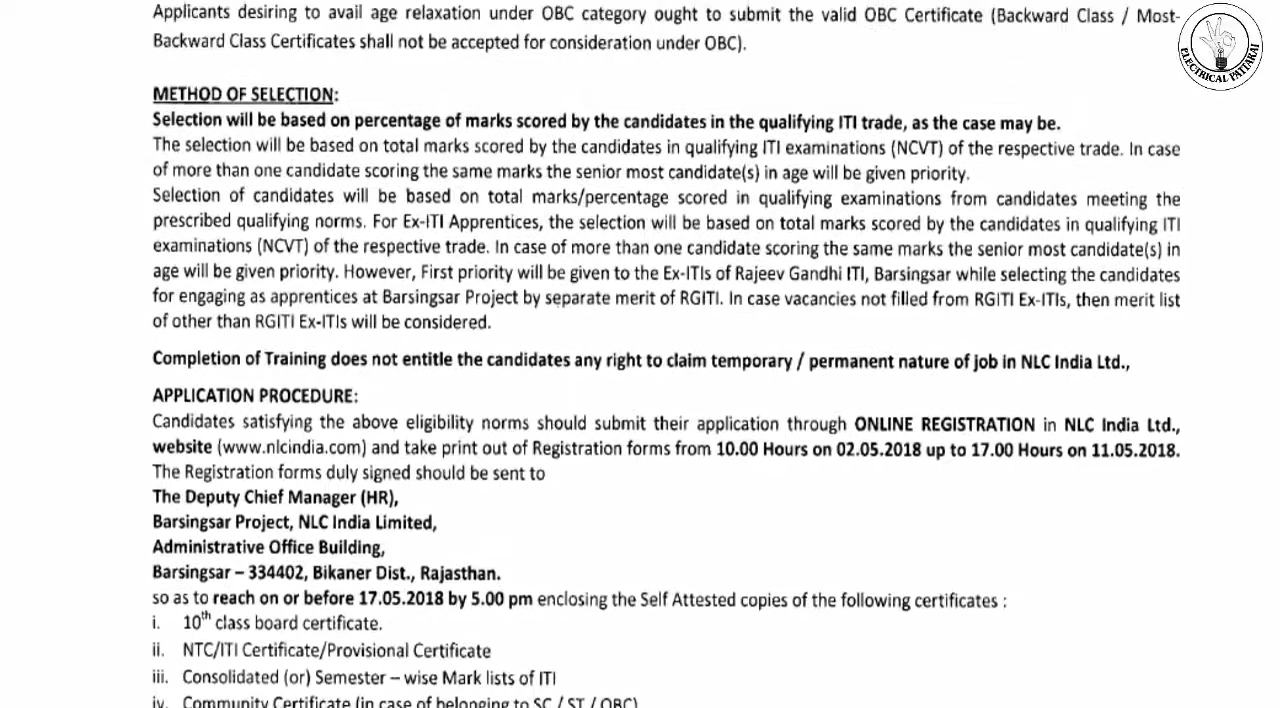 Applicants desiring to avail age relaxation under OBC category ought to submit the valid OBC Certificate (Backward Class / Most-
Backward Class Certificates shall not be accepted for consideration under OBC).
ELECTRICAL PATTARAI
METHOD OF SELECTION:
Selection will be based on percentage of marks scored by the candidates in the qualifying ITI trade, as the case may be.
The selection will be based on total marks scored by the candidates in qualifying ITI examinations (NCVT) of the respective trade. In case
of more than one candidate scoring the same marks the senior most candidate(s) in age will be given priority.
Selection of candidates will be based on total marks/percentage scored in qualifying examinations from candidates meeting the
prescribed qualifying norms. For Ex-ITI Apprentices, the selection will be based on total marks scored by the candidates in qualifying ITI
examinations (NCVT) of the respective trade. In case of more than one candidate scoring the same marks the senior most candidate(s) in
age will be given priority. However, First priority will be given to the Ex-ITIs of Rajeev Gandhi ITI, Barsingsar while selecting the candidates
for engaging as apprentices at Barsingsar Project by separate merit of RGITI. In case vacancies not filled from RGITI Ex-ITIs, then merit list
of other than RGITI Ex-ITIs will be considered.
Completion of Training does not entitle the candidates any right to claim temporary / permanent nature of job in NLC India Ltd.,
APPLICATION PROCEDURE:
Candidates satisfying the above eligibility norms should submit their application through ONLINE REGISTRATION in NLC India Ltd.,
website (www.nlcindia.com) and take print out of Registration forms from 10.00 Hours on 02.05.2018 up to 17.00 Hours on 11.05.2018.
The Registration forms duly signed should be sent to
The Deputy Chief Manager (HR),
Barsingsar Project, NLC India Limited,
Administrative Office Building,
Barsingsar – 334402, Bikaner Dist., Rajasthan.
so as to reach on or before 17.05.2018 by 5.00 pm enclosing the Self Attested copies of the following certificates :
i. 10th class board certificate.
ii. NTC/ITI Certificate/Provisional Certificate
iii. Consolidated (or) Semester – wise Mark lists of ITI
iv. Community Certificate (in case of belonging to SC / ST / OBC)